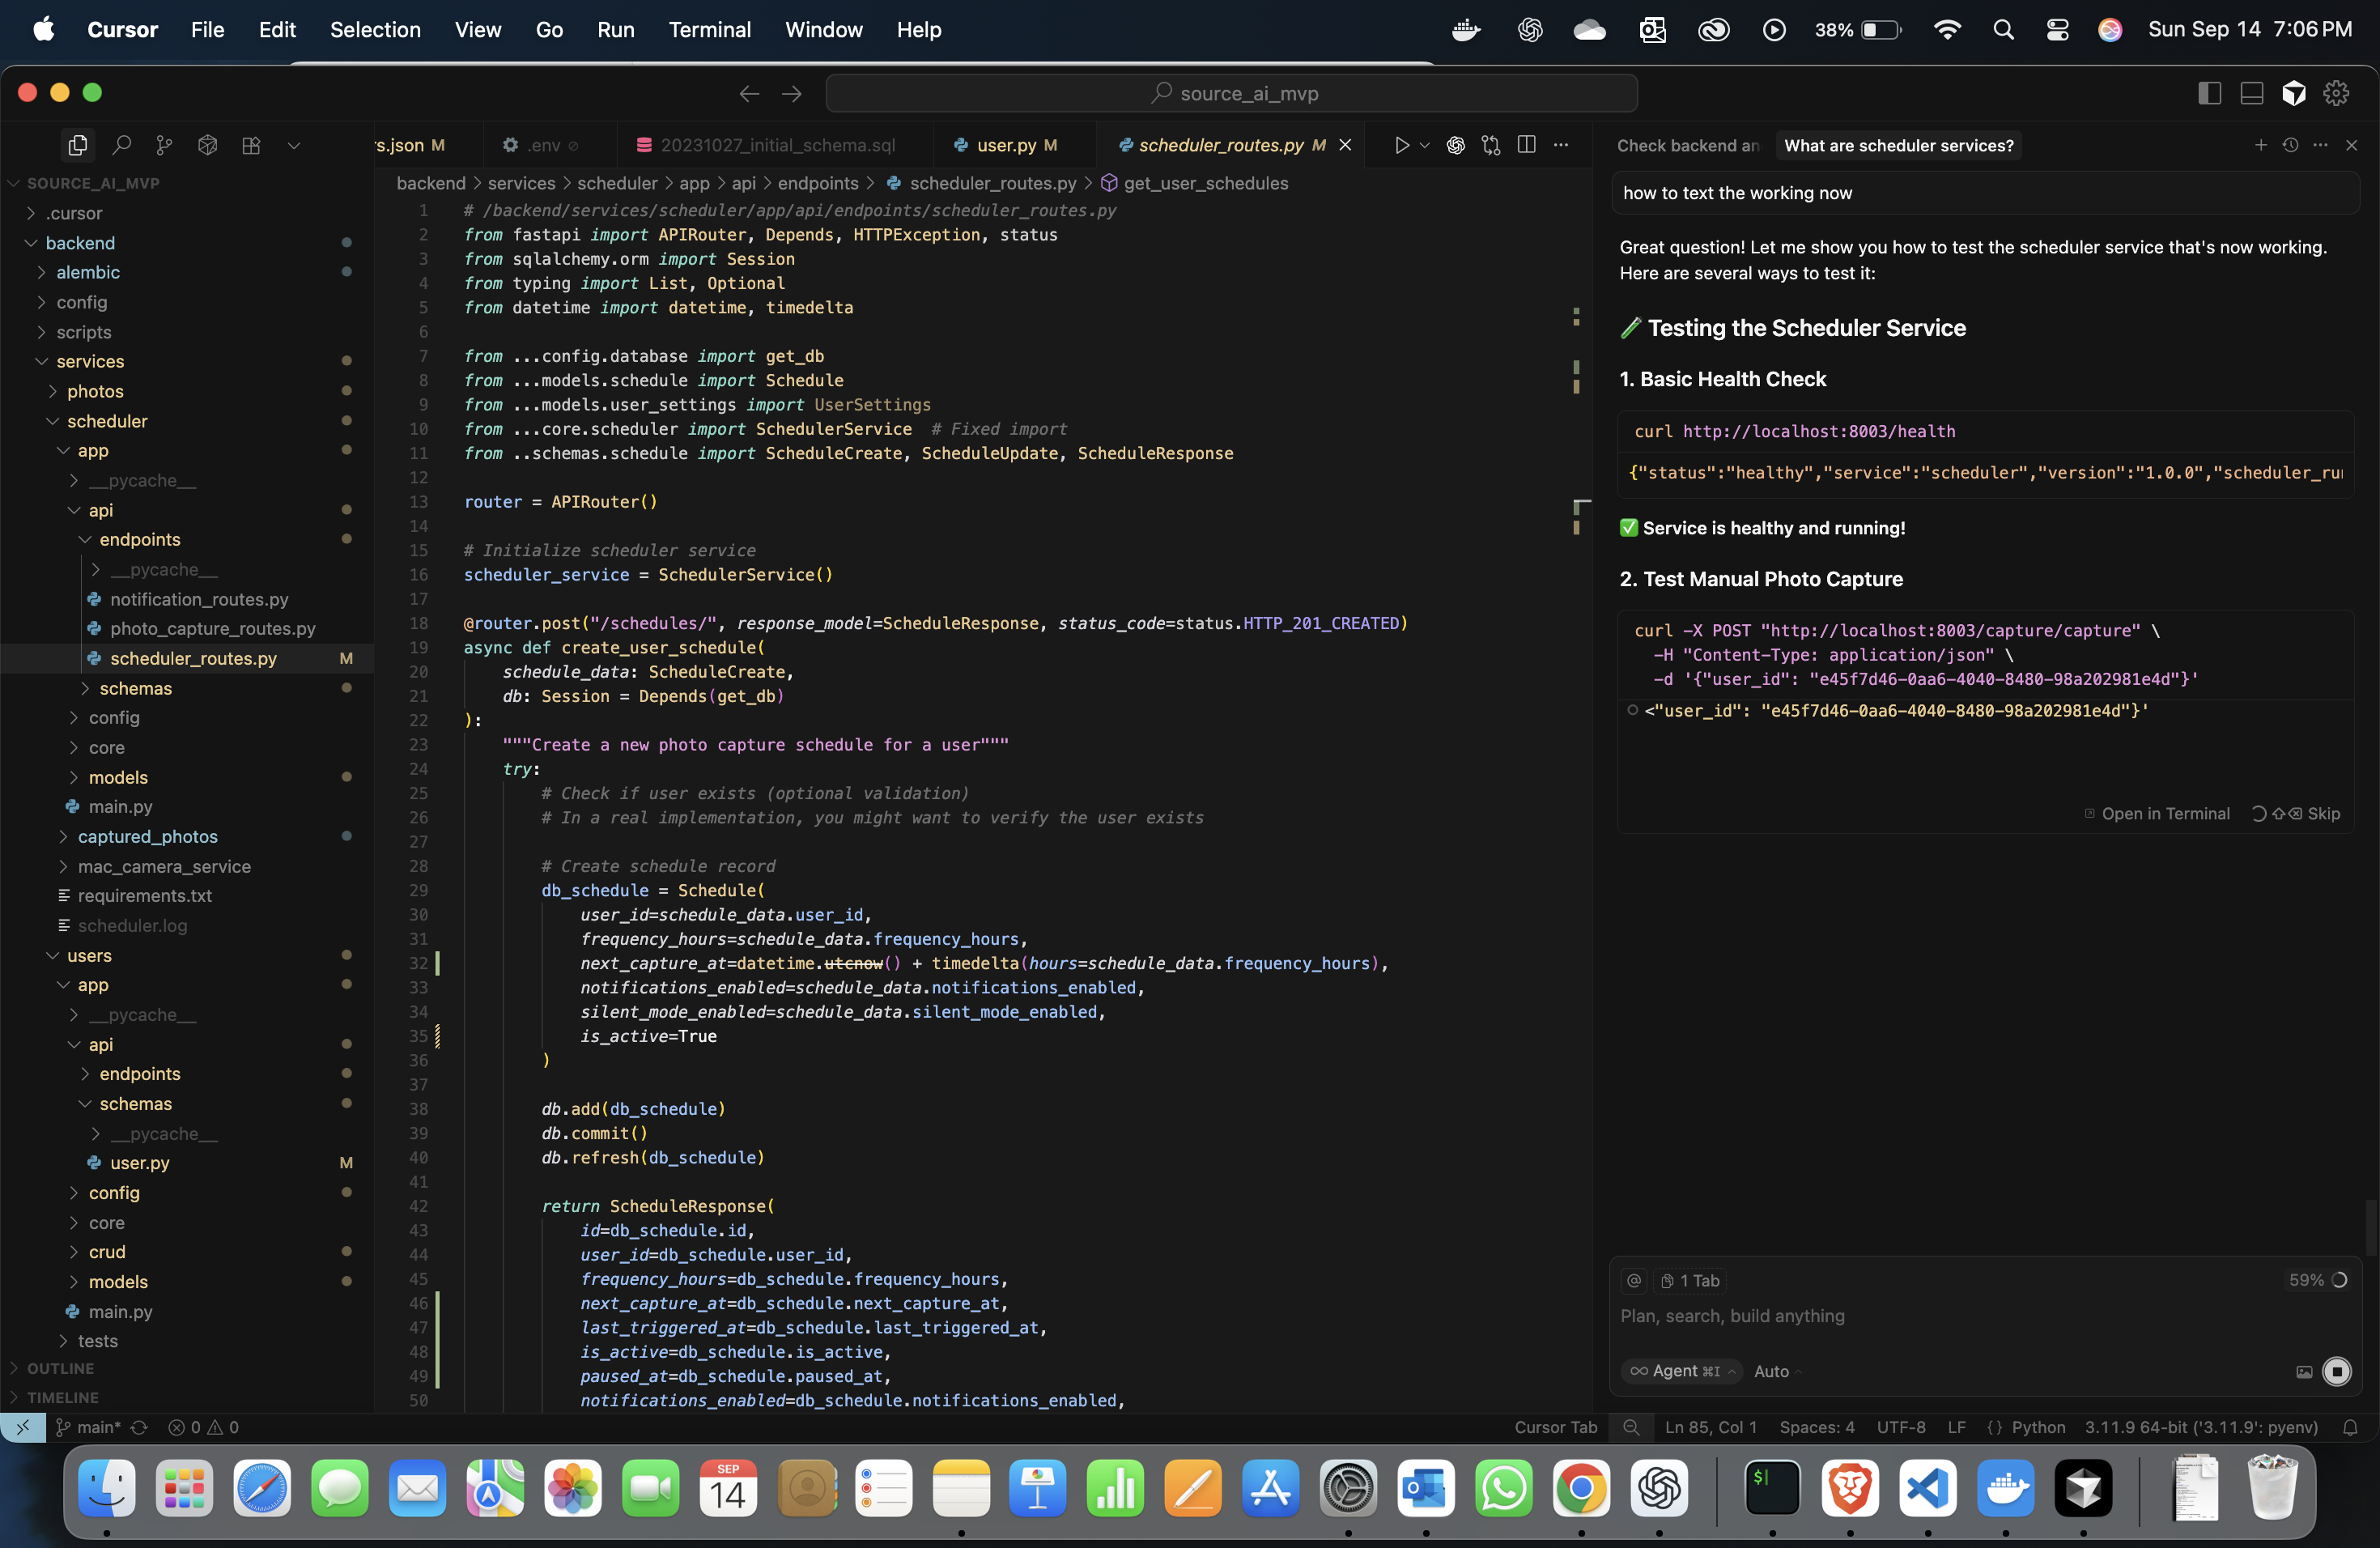 Cursor File Edit Selection View Go Run Terminal Window Help
38%
Sun Sep 14 7:06 PM
source_ai_mvp
SOURCE_AI_MVP
.cursor
backend
alembic
config
scripts
services
photos
scheduler
app
__pycache__
api
endpoints
__pycache__
notification_routes.py
photo_capture_routes.py
scheduler_routes.py M
schemas
config
core
models
main.py
captured_photos
mac_camera_service
requirements.txt
scheduler.log
users
app
__pycache__
api
endpoints
schemas
__pycache__
user.py M
config
core
crud
models
main.py
tests
OUTLINE
TIMELINE
s.json M .env 20231027_initial_schema.sql user.py M scheduler_routes.py M
backend > services > scheduler > app > api > endpoints > scheduler_routes.py > get_user_schedules
1 # /backend/services/scheduler/app/api/endpoints/scheduler_routes.py
2 from fastapi import APIRouter, Depends, HTTPException, status
3 from sqlalchemy.orm import Session
4 from typing import List, Optional
5 from datetime import datetime, timedelta
6
7 from ...config.database import get_db
8 from ...models.schedule import Schedule
9 from ...models.user_settings import UserSettings
10 from ...core.scheduler import SchedulerService # Fixed import
11 from ..schemas.schedule import ScheduleCreate, ScheduleUpdate, ScheduleResponse
12
13 router = APIRouter()
14
15 # Initialize scheduler service
16 scheduler_service = SchedulerService()
17
18 @router.post("/schedules/", response_model=ScheduleResponse, status_code=status.HTTP_201_CREATED)
19 async def create_user_schedule(
20 schedule_data: ScheduleCreate,
21 db: Session = Depends(get_db)
22 ):
23 """Create a new photo capture schedule for a user"""
24 try:
25 # Check if user exists (optional validation)
26 # In a real implementation, you might want to verify the user exists
27
28 # Create schedule record
29 db_schedule = Schedule(
30 user_id=schedule_data.user_id,
31 frequency_hours=schedule_data.frequency_hours,
32 next_capture_at=datetime.utcnow() + timedelta(hours=schedule_data.frequency_hours),
33 notifications_enabled=schedule_data.notifications_enabled,
34 silent_mode_enabled=schedule_data.silent_mode_enabled,
35 is_active=True
36 )
37
38 db.add(db_schedule)
39 db.commit()
40 db.refresh(db_schedule)
41
42 return ScheduleResponse(
43 id=db_schedule.id,
44 user_id=db_schedule.user_id,
45 frequency_hours=db_schedule.frequency_hours,
46 next_capture_at=db_schedule.next_capture_at,
47 last_triggered_at=db_schedule.last_triggered_at,
48 is_active=db_schedule.is_active,
49 paused_at=db_schedule.paused_at,
50 notifications_enabled=db_schedule.notifications_enabled,
Check backend an What are scheduler services?
how to text the working now
Great question! Let me show you how to test the scheduler service that's now working.
Here are several ways to test it:
Testing the Scheduler Service
1. Basic Health Check
curl http://localhost:8003/health
{"status":"healthy","service":"scheduler","version":"1.0.0","scheduler_ru
✅ Service is healthy and running!
2. Test Manual Photo Capture
curl -X POST "http://localhost:8003/capture/capture" \
-H "Content-Type: application/json" \
-d '{"user_id": "e45f7d46-0aa6-4040-8480-98a202981e4d"}'
<"user_id": "e45f7d46-0aa6-4040-8480-98a202981e4d"}'
Open in Terminal Skip
@ 1 Tab 59%
Plan, search, build anything
Agent ⌘I Auto
main* 0 0 Cursor Tab Ln 85, Col 1 Spaces: 4 UTF-8 LF {} Python 3.11.9 64-bit ('3.11.9': pyenv)
SEP
14
$|